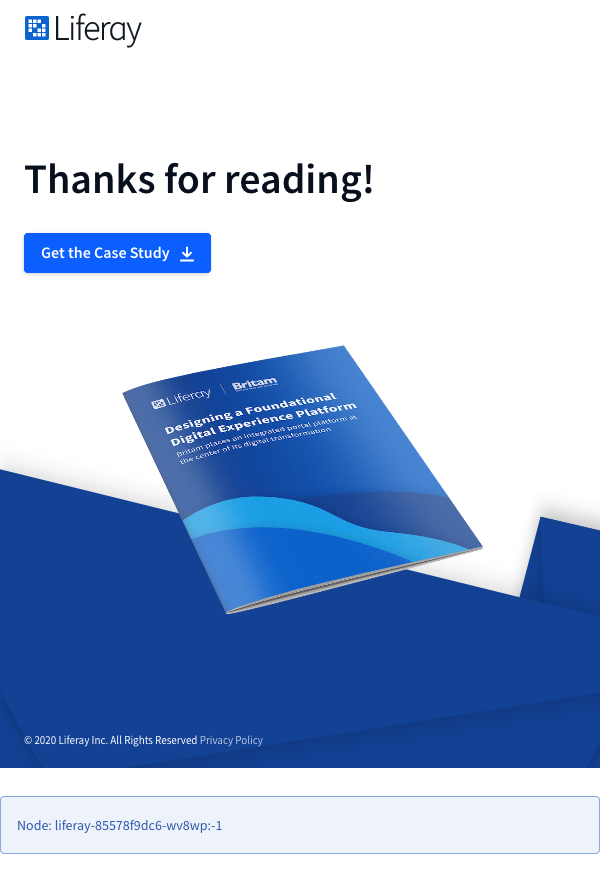 Liferay
Thanks for reading!
Get the Case Study
Liferay | Britam
Designing a Foundational
Digital Experience Platform
Britam places an integrated portal platform at
the center of its digital transformation
© 2020 Liferay Inc. All Rights Reserved Privacy Policy
Node: liferay-85578f9dc6-wv8wp:-1